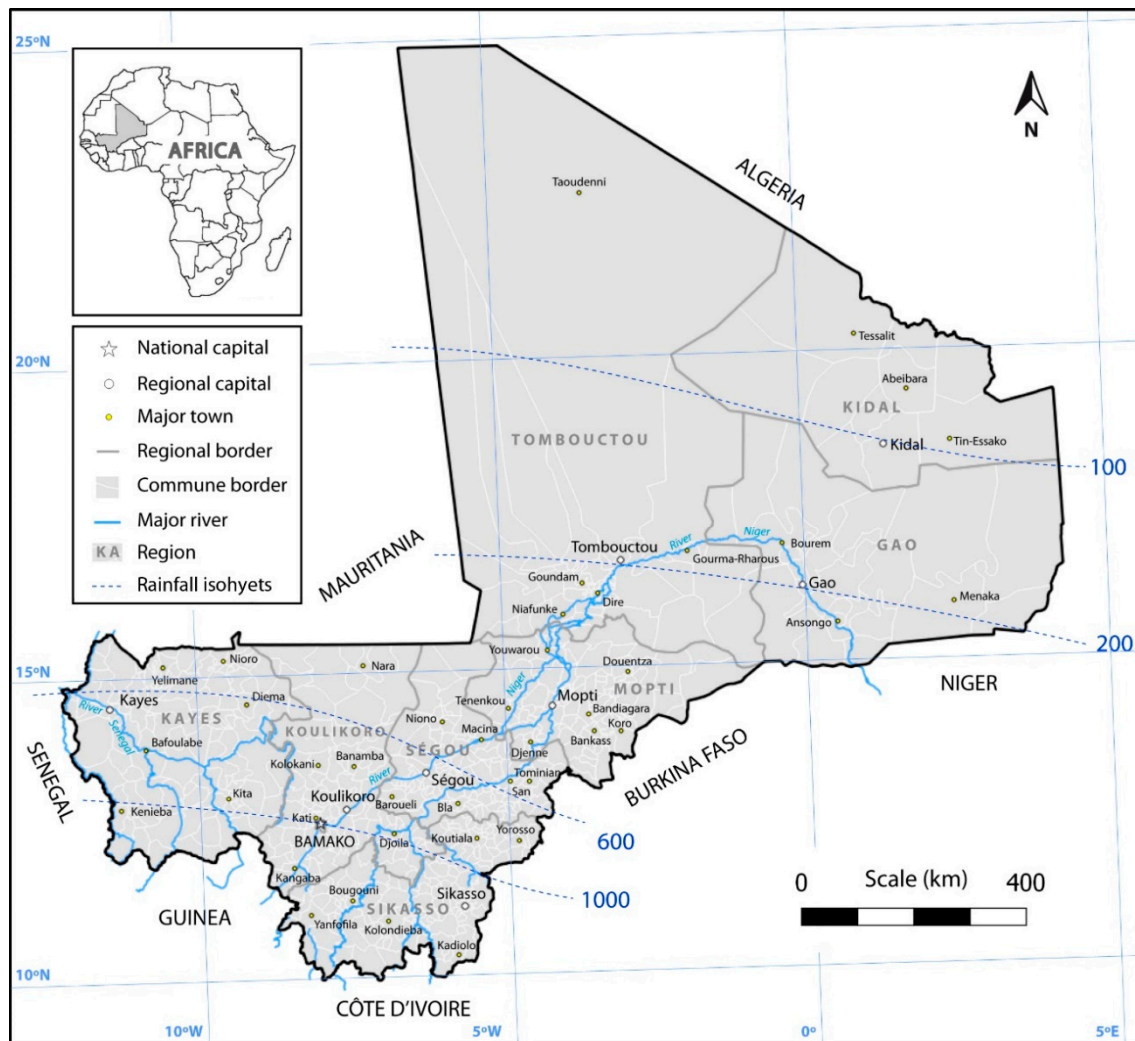 25°N
20°N
15°N
10°N
10°W
5°W
0°
5°E
AFRICA
National capital
Regional capital
Major town
Regional border
Commune border
Major river
KA Region
Rainfall isohyets
N
ALGERIA
Taoudenni
Tessalit
Abeibara
KIDAL
Kidal
Tin-Essako
100
TOMBOUCTOU
MAURITANIA
Tombouctou
River
Niger
Bourem
Gourma-Rharous
GAO
Gao
Goundam
Dire
Niafunke
Menaka
Ansongo
200
Youwarou
Douentza
NIGER
Nioro
Nara
Yelimane
Diema
Kayes
KAYES
River Senegal
Bafoulabe
KOULIKORO
Niger
Tenenkou
Mopti
MOPTI
Bandiagara
Koro
Bankass
Niono
Macina
SÉGOU
Djenne
Kolokani
Banamba
River
Ségou
Tominian
San
BURKINA FASO
SENEGAL
Kita
Kenieba
Koulikoro
Baroueli
Bla
Kati
BAMAKO
Djoila
Koutiala
Yorosso
600
Kangaba
Bougouni
SIKASSO
Sikasso
1000
Yanfofila
Kolondieba
Kadiolo
GUINEA
CÔTE D'IVOIRE
0 Scale (km) 400